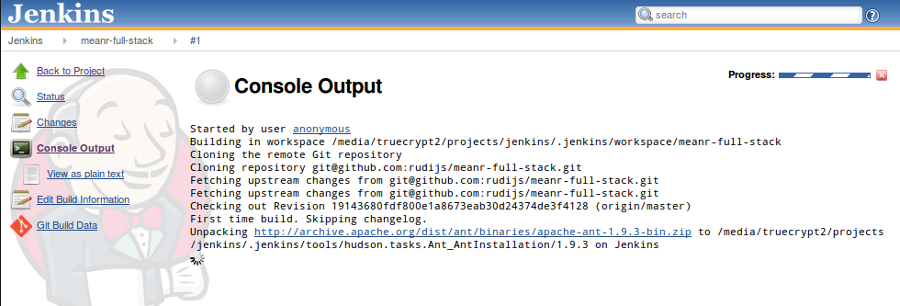 Jenkins
search
Jenkins
meanr-full-stack
#1
Back to Project
Status
Changes
Console Output
View as plain text
Edit Build Information
Git Build Data
Console Output
Progress:
Started by user anonymous
Building in workspace /media/truecrypt2/projects/jenkins/.jenkins/workspace/meanr-full-stack
Cloning the remote Git repository
Cloning repository git@github.com:rudijs/meanr-full-stack.git
Fetching upstream changes from git@github.com:rudijs/meanr-full-stack.git
Fetching upstream changes from git@github.com:rudijs/meanr-full-stack.git
Checking out Revision 19143680fdf800e1a8673eab30d24374de3f4128 (origin/master)
First time build. Skipping changelog.
Unpacking http://archive.apache.org/dist/ant/binaries/apache-ant-1.9.3-bin.zip to /media/truecrypt2/projects
/jenkins/.jenkins/tools/hudson.tasks.Ant_AntInstallation/1.9.3 on Jenkins